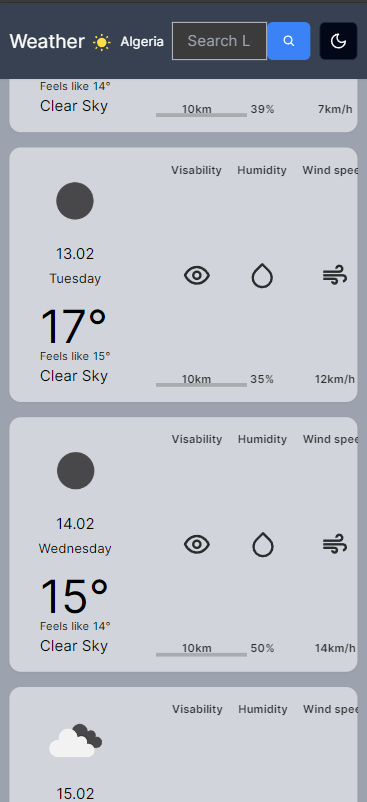 Weather Algeria Search L
Feels like 14°
Clear Sky
10km 39% 7km/h
Visability Humidity Wind spee
13.02
Tuesday
17°
Feels like 15°
Clear Sky
10km 35% 12km/h
Visability Humidity Wind spee
14.02
Wednesday
15°
Feels like 14°
Clear Sky
10km 50% 14km/h
Visability Humidity Wind spee
15.02